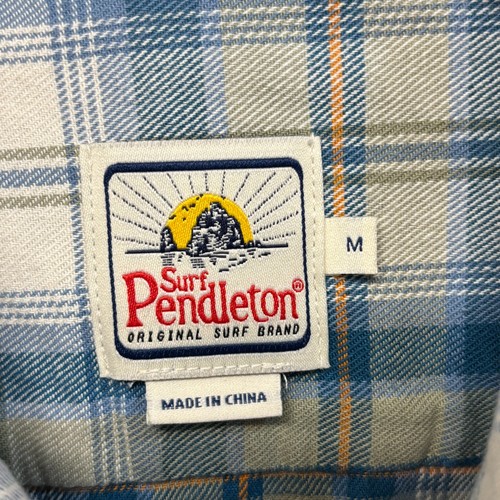 Surf
Pendleton®
ORIGINAL SURF BRAND
M
MADE IN CHINA